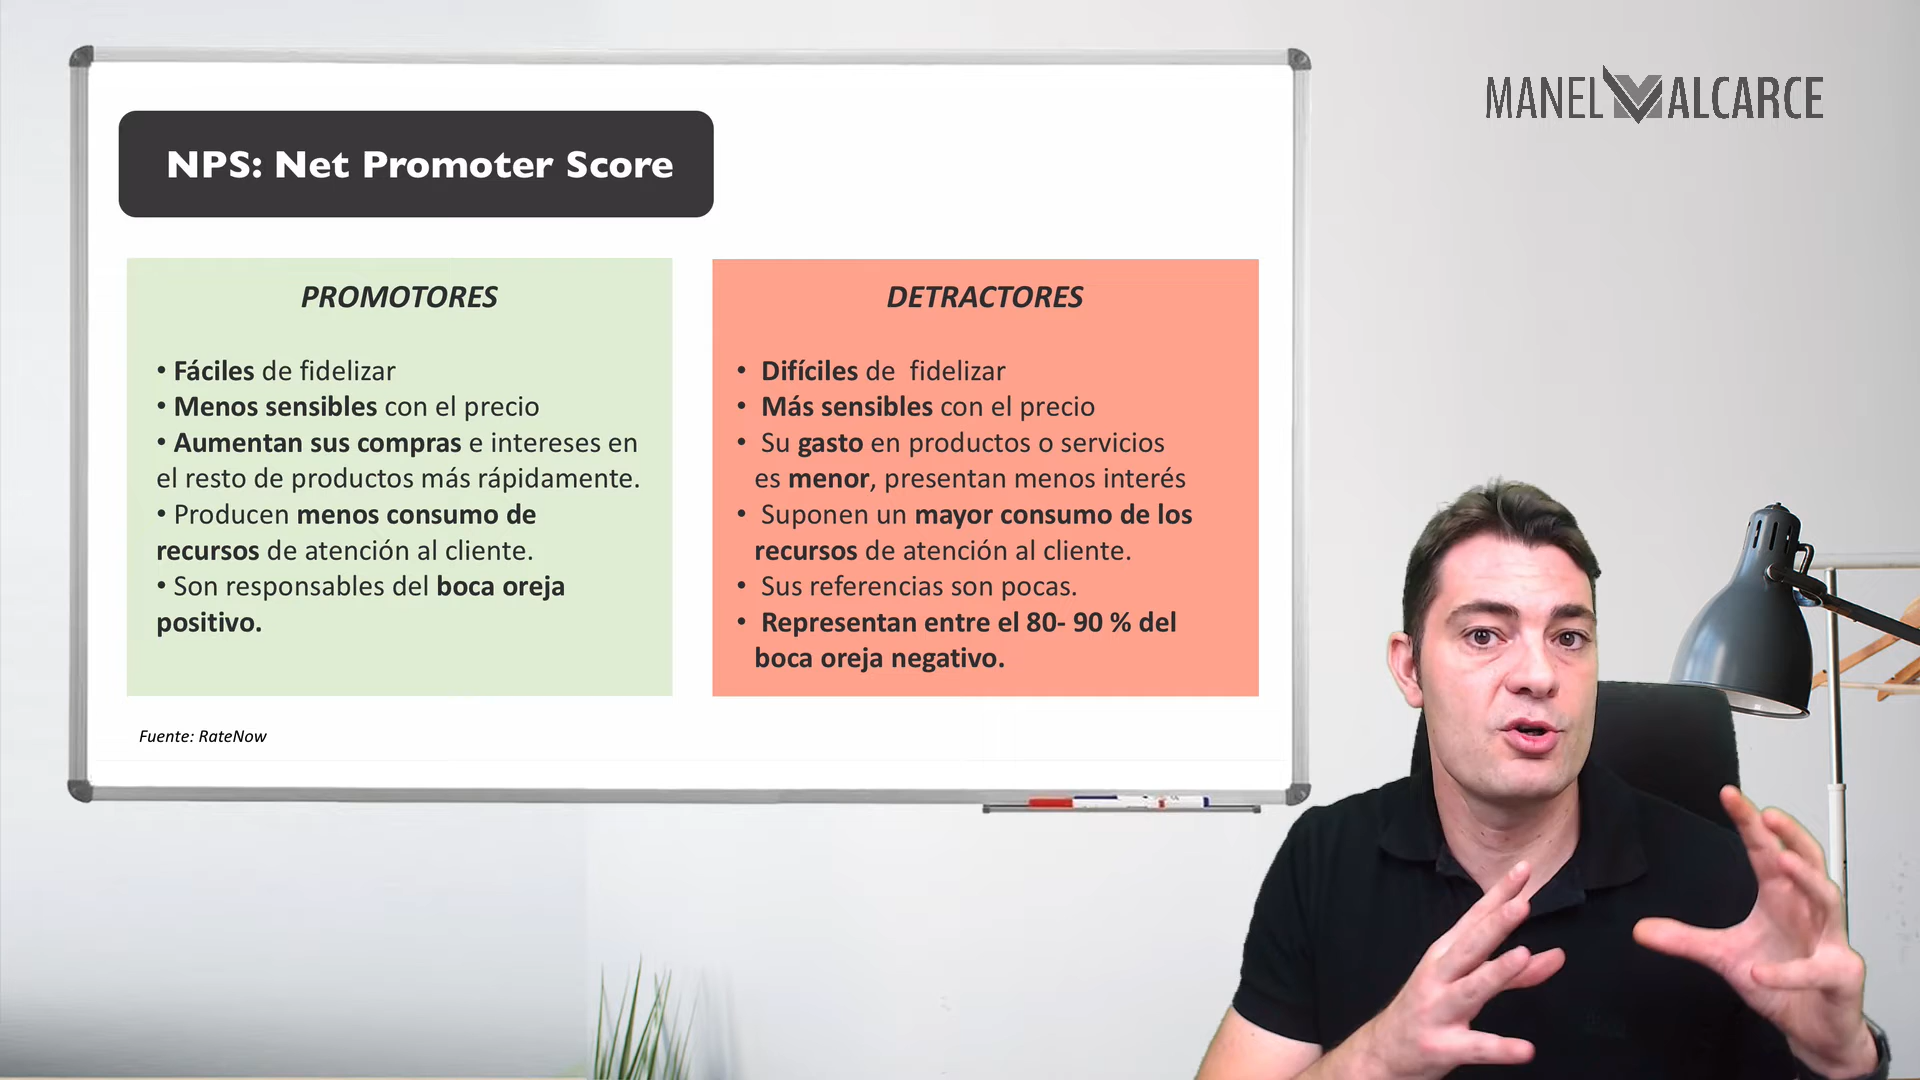 MANEL VALCARCE
NPS: Net Promoter Score
PROMOTORES
• Fáciles de fidelizar
• Menos sensibles con el precio
• Aumentan sus compras e intereses en
el resto de productos más rápidamente.
• Producen menos consumo de
recursos de atención al cliente.
• Son responsables del boca oreja
positivo.
DETRACTORES
• Difíciles de fidelizar
• Más sensibles con el precio
• Su gasto en productos o servicios
es menor, presentan menos interés
• Suponen un mayor consumo de los
recursos de atención al cliente.
• Sus referencias son pocas.
• Representan entre el 80- 90 % del
boca oreja negativo.
Fuente: RateNow